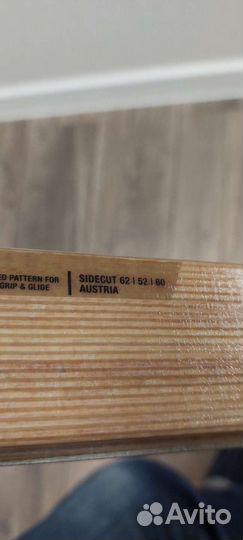 ED PATTERN FOR
GRIP & GLIDE
SIDECUT 62 I 52 I 60
AUSTRIA
Avito